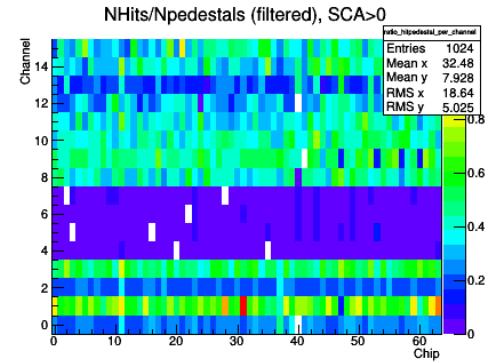 NHits/Npedestals (filtered), SCA>0
ratio_hitpedestal_per_channel
Entries 1024
Mean x 32.48
Mean y 7.928
RMS x 18.64
RMS y 5.025
Channel
14
12
10
8
6
4
2
0
0.8
0.6
0.4
0.2
0
0 10 20 30 40 50 60
Chip